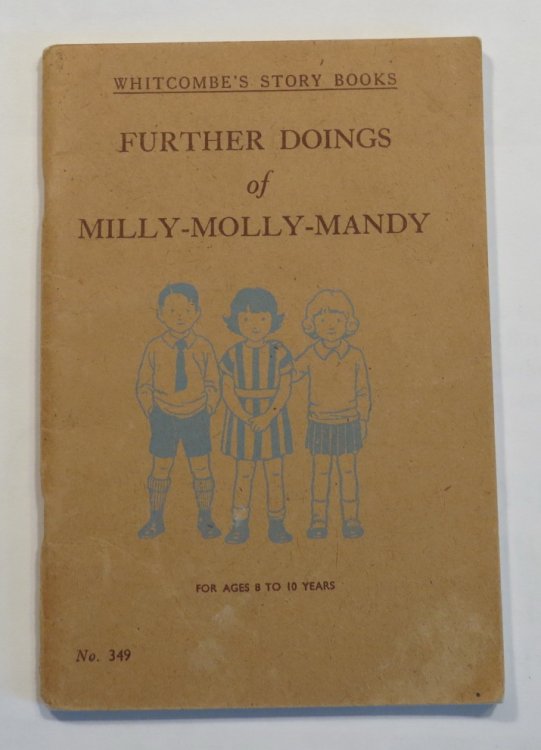 WHITCOMBE'S STORY BOOKS
FURTHER DOINGS
of
MILLY-MOLLY-MANDY
FOR AGES 8 TO 10 YEARS
No. 349